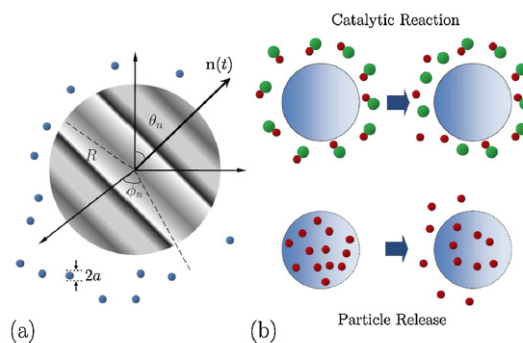 Catalytic Reaction
n(t)
θₙ
R
ϕₙ
2a
(a)
(b)
Particle Release